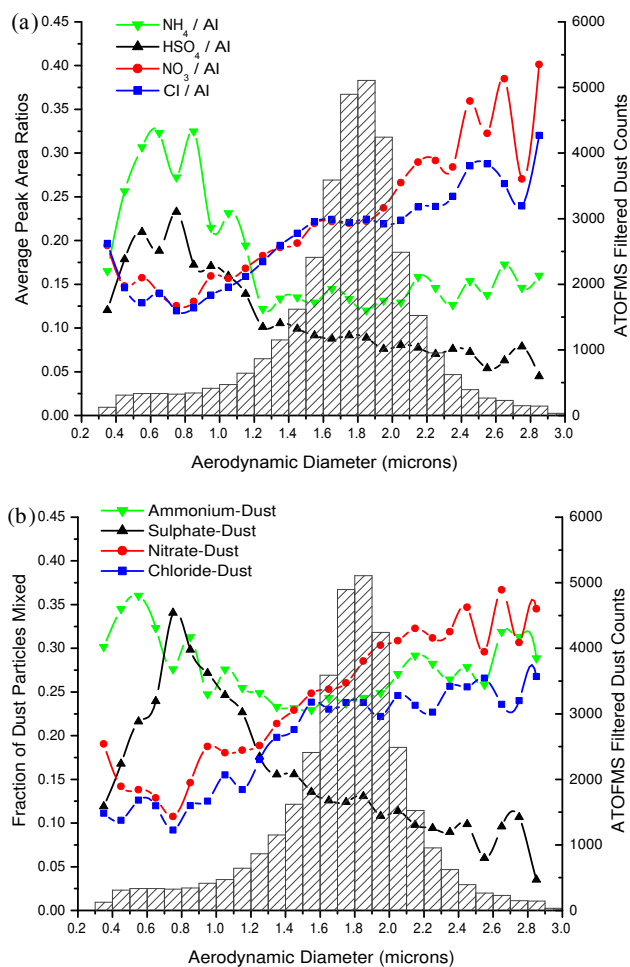 (a)
NH4 / Al
HSO4 / Al
NO3 / Al
Cl / Al
Average Peak Area Ratios
0.45
0.40
0.35
0.30
0.25
0.20
0.15
0.10
0.05
0.00
ATOFMS Filtered Dust Counts
6000
5000
4000
3000
2000
1000
0
0.2 0.4 0.6 0.8 1.0 1.2 1.4 1.6 1.8 2.0 2.2 2.4 2.6 2.8 3.0
Aerodynamic Diameter (microns)
(b)
Ammonium-Dust
Sulphate-Dust
Nitrate-Dust
Chloride-Dust
Fraction of Dust Particles Mixed
0.45
0.40
0.35
0.30
0.25
0.20
0.15
0.10
0.05
0.00
ATOFMS Filtered Dust Counts
6000
5000
4000
3000
2000
1000
0
0.2 0.4 0.6 0.8 1.0 1.2 1.4 1.6 1.8 2.0 2.2 2.4 2.6 2.8 3.0
Aerodynamic Diameter (microns)